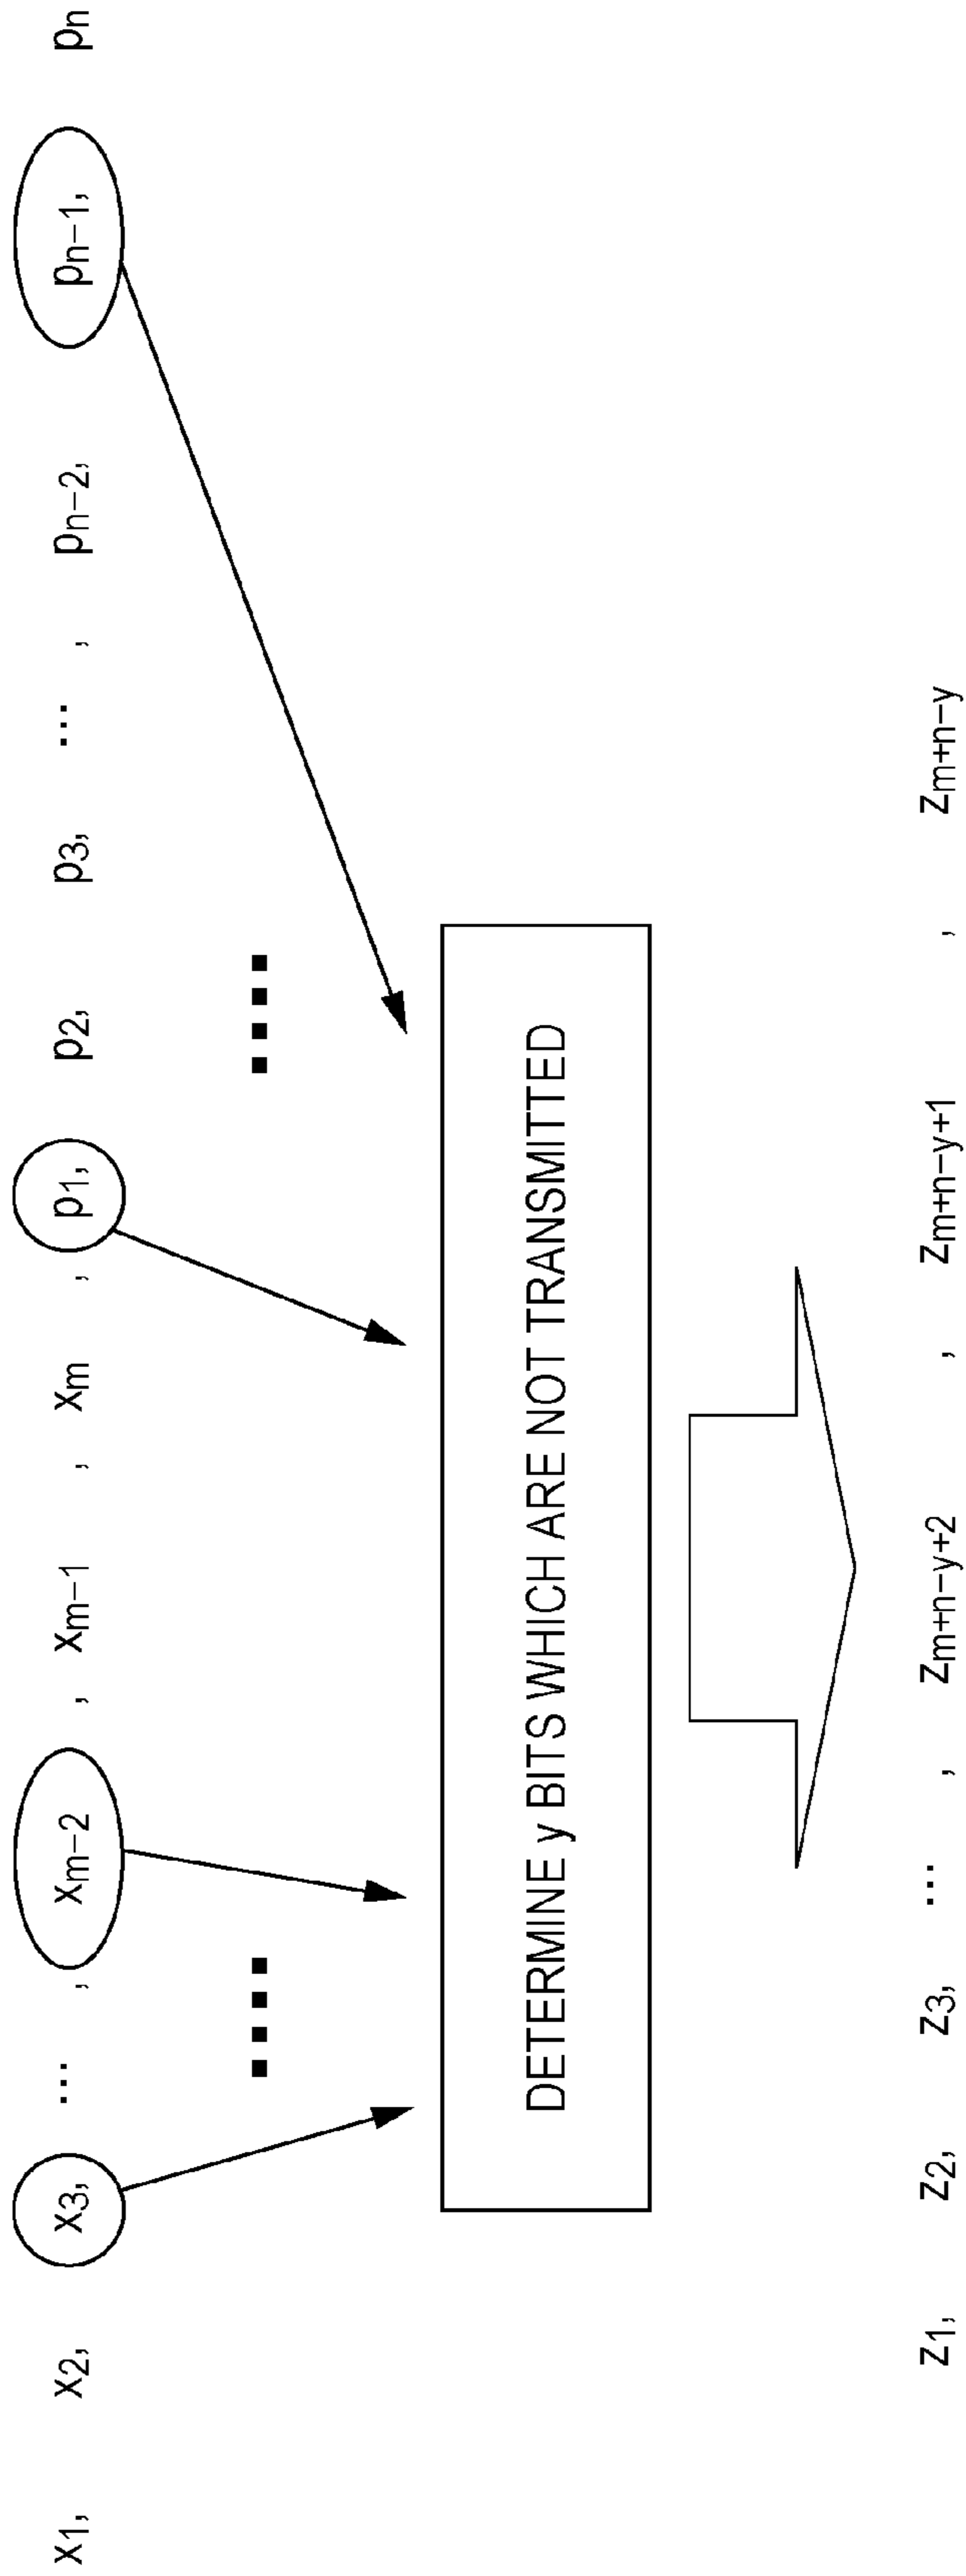 x1, x2, x3, ... , xm−2 , xm−1 , xm , p1, p2, p3, ... , pn−2, pn−1, pn
DETERMINE y BITS WHICH ARE NOT TRANSMITTED
z1, z2, z3, ... , zm+n−y+2 , zm+n−y+1 , zm+n−y